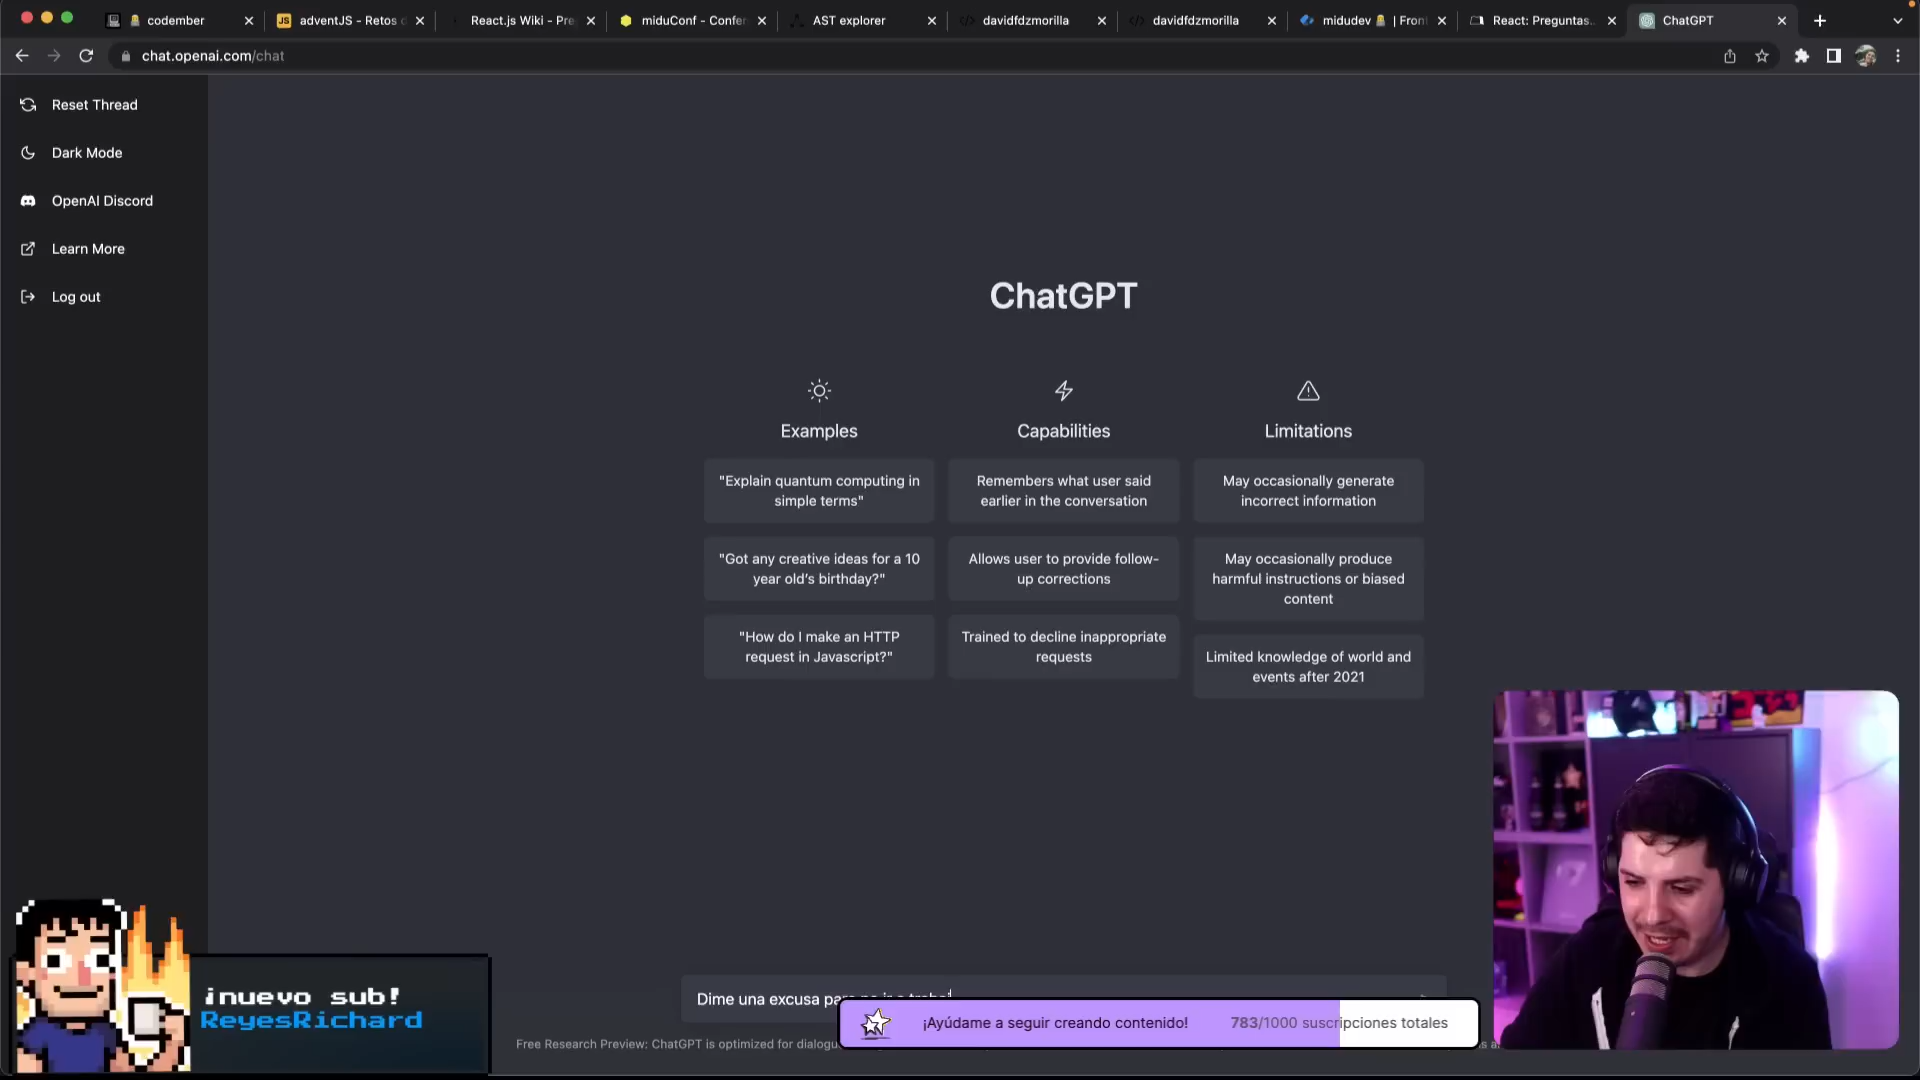 codember
adventJS - Retos d
React.js Wiki - Pre
miduConf - Confer
AST explorer
davidfdzmorilla
davidfdzmorilla
midudev
| Fron
React: Preguntas..
ChatGPT
chat.openai.com/chat
Reset Thread
Dark Mode
OpenAI Discord
Learn More
Log out
ChatGPT
Examples
"Explain quantum computing in
simple terms"
"Got any creative ideas for a 10
year old's birthday?"
"How do I make an HTTP
request in Javascript?"
Capabilities
Remembers what user said
earlier in the conversation
Allows user to provide follow-
up corrections
Trained to decline inappropriate
requests
Limitations
May occasionally generate
incorrect information
May occasionally produce
harmful instructions or biased
content
Limited knowledge of world and
events after 2021
Dime una excusa para no ir a trabaj
¡Ayúdame a seguir creando contenido!
783/1000 suscripciones totales
Free Research Preview: ChatGPT is optimized for dialogu
¡nuevo sub!
ReyesRichard